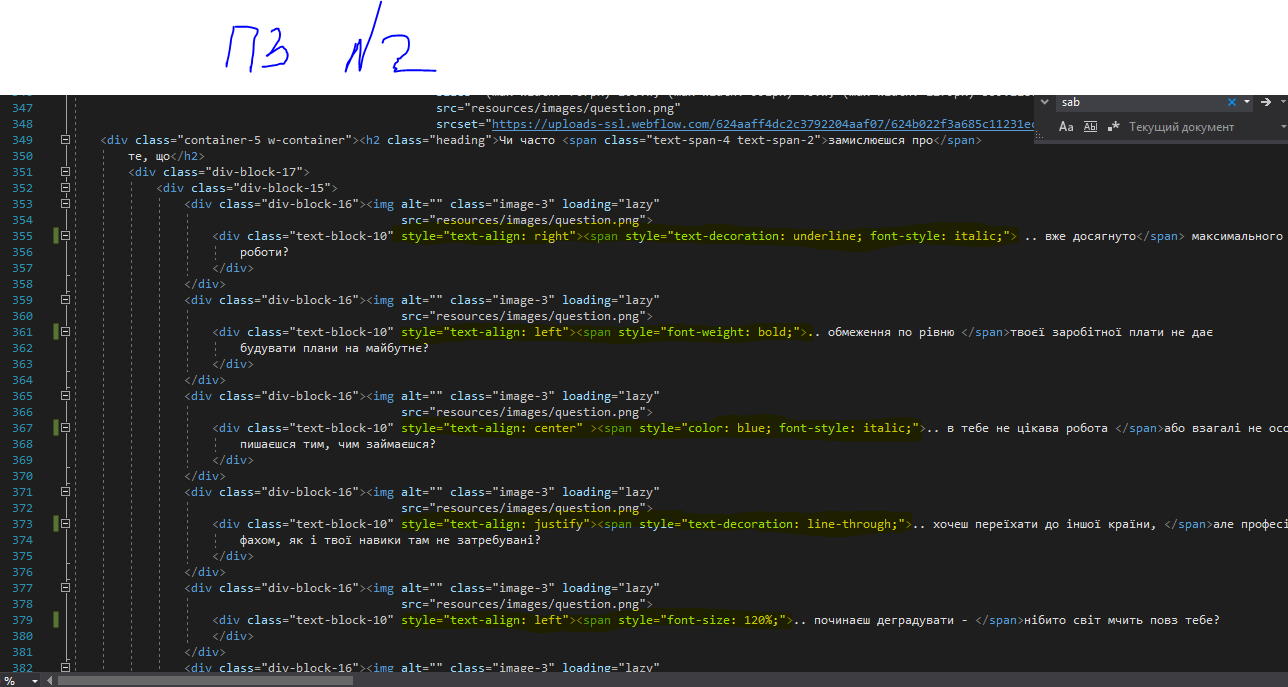 ПЗ №2
sab
Aa Ab .* Текущий документ
347 src="resources/images/question.png"
348 srcset="https://uploads-ssl.webflow.com/624aaff4dc2c3792204aaf07/624b022f3a685c11231ec
349 <div class="container-5 w-container"><h2 class="heading">Чи часто <span class="text-span-4 text-span-2">замислюєшся про</span>
350 те, що</h2>
351 <div class="div-block-17">
352 <div class="div-block-15">
353 <div class="div-block-16"><img alt="" class="image-3" loading="lazy"
354 src="resources/images/question.png">
355 <div class="text-block-10" style="text-align: right"><span style="text-decoration: underline; font-style: italic;"> .. вже досягнуто</span> максимального
356 роботи?
357 </div>
358 </div>
359 <div class="div-block-16"><img alt="" class="image-3" loading="lazy"
360 src="resources/images/question.png">
361 <div class="text-block-10" style="text-align: left"><span style="font-weight: bold;">.. обмеження по рівню </span>твоєї заробітної плати не дає
362 будувати плани на майбутнє?
363 </div>
364 </div>
365 <div class="div-block-16"><img alt="" class="image-3" loading="lazy"
366 src="resources/images/question.png">
367 <div class="text-block-10" style="text-align: center" ><span style="color: blue; font-style: italic;">.. в тебе не цікава робота </span>або взагалі не осо
368 пишаєшся тим, чим займаєшся?
369 </div>
370 </div>
371 <div class="div-block-16"><img alt="" class="image-3" loading="lazy"
372 src="resources/images/question.png">
373 <div class="text-block-10" style="text-align: justify"><span style="text-decoration: line-through;">.. хочеш переїхати до іншої країни, </span>але професі
374 фахом, як і твої навики там не затребувані?
375 </div>
376 </div>
377 <div class="div-block-16"><img alt="" class="image-3" loading="lazy"
378 src="resources/images/question.png">
379 <div class="text-block-10" style="text-align: left"><span style="font-size: 120%;">.. починаєш деградувати - </span>нібито світ мчить повз тебе?
380 </div>
381 </div>
382 <div class="div-block-16"><img alt="" class="image-3" loading="lazy"
%